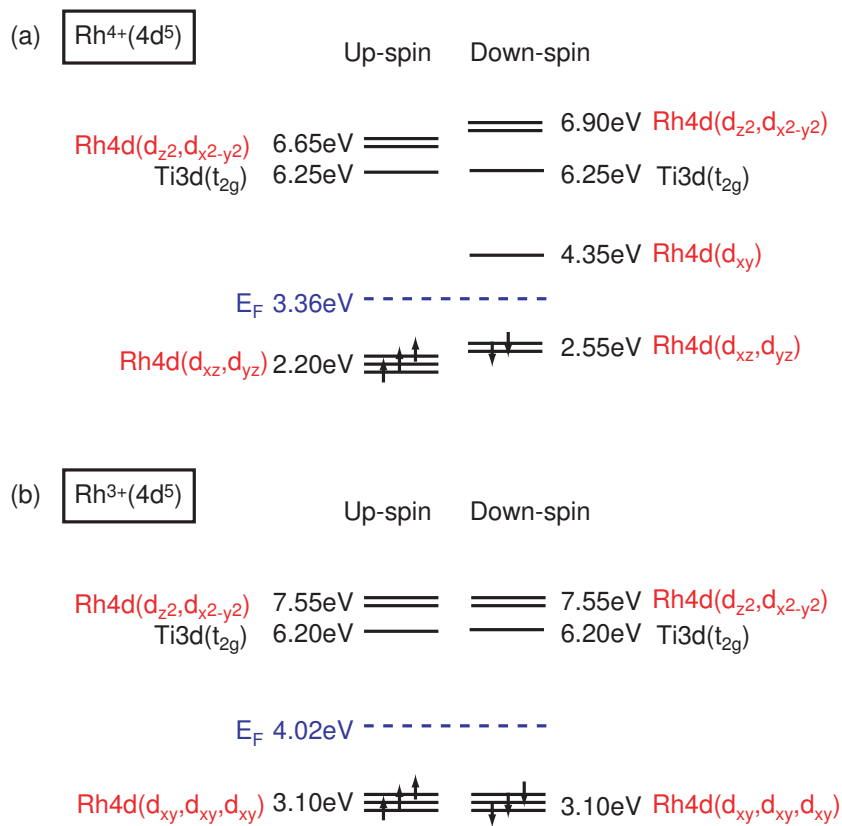 (a) Rh4+(4d5)
Up-spin Down-spin
6.90eV Rh4d(dz2,dx2-y2)
Rh4d(dz2,dx2-y2) 6.65eV
Ti3d(t2g) 6.25eV 6.25eV Ti3d(t2g)
4.35eV Rh4d(dxy)
EF 3.36eV
Rh4d(dxz,dyz) 2.20eV 2.55eV Rh4d(dxz,dyz)
(b) Rh3+(4d5)
Up-spin Down-spin
Rh4d(dz2,dx2-y2) 7.55eV 7.55eV Rh4d(dz2,dx2-y2)
Ti3d(t2g) 6.20eV 6.20eV Ti3d(t2g)
EF 4.02eV
Rh4d(dxy,dxy,dxy) 3.10eV 3.10eV Rh4d(dxy,dxy,dxy)